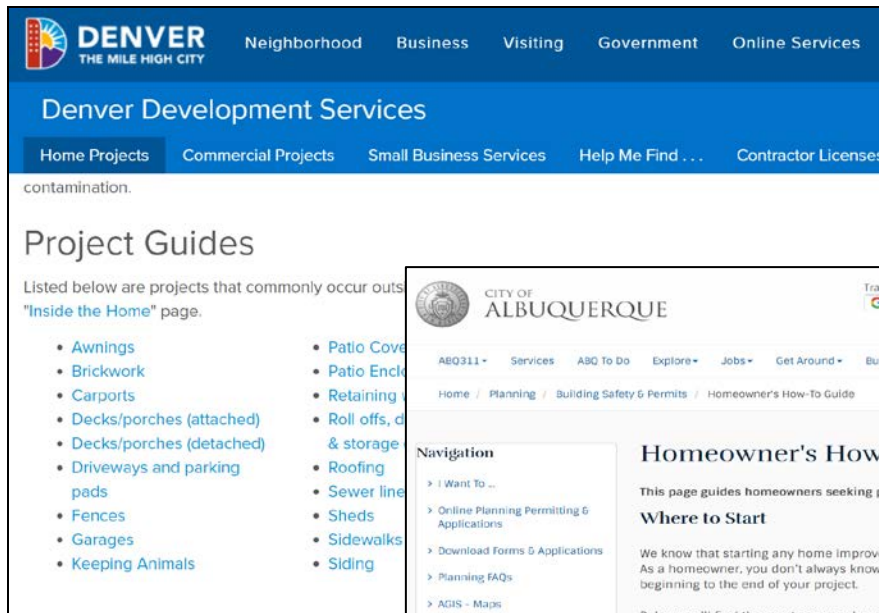 DENVER
THE MILE HIGH CITY
Neighborhood Business Visiting Government Online Services
Denver Development Services
Home Projects Commercial Projects Small Business Services Help Me Find . . . Contractor Licenses
contamination.
Project Guides
Listed below are projects that commonly occur outs
"Inside the Home" page.
• Awnings
• Brickwork
• Carports
• Decks/porches (attached)
• Decks/porches (detached)
• Driveways and parking
pads
• Fences
• Garages
• Keeping Animals
• Patio Cove
• Patio Enclo
• Retaining
• Roll offs, d
& storage
• Roofing
• Sewer line
• Sheds
• Sidewalks
• Siding
CITY OF
ALBUQUERQUE
Tra
ABQ311 Services ABQ To Do Explore Jobs Get Around Bu
Home / Planning / Building Safety & Permits / Homeowner's How-To Guide
Navigation
> I Want To ...
> Online Planning Permitting &
Applications
> Download Forms & Applications
> Planning FAQs
> AGIS - Maps
Homeowner's How
This page guides homeowners seeking p
Where to Start
We know that starting any home improve
As a homeowner, you don't always know
beginning to the end of your project.